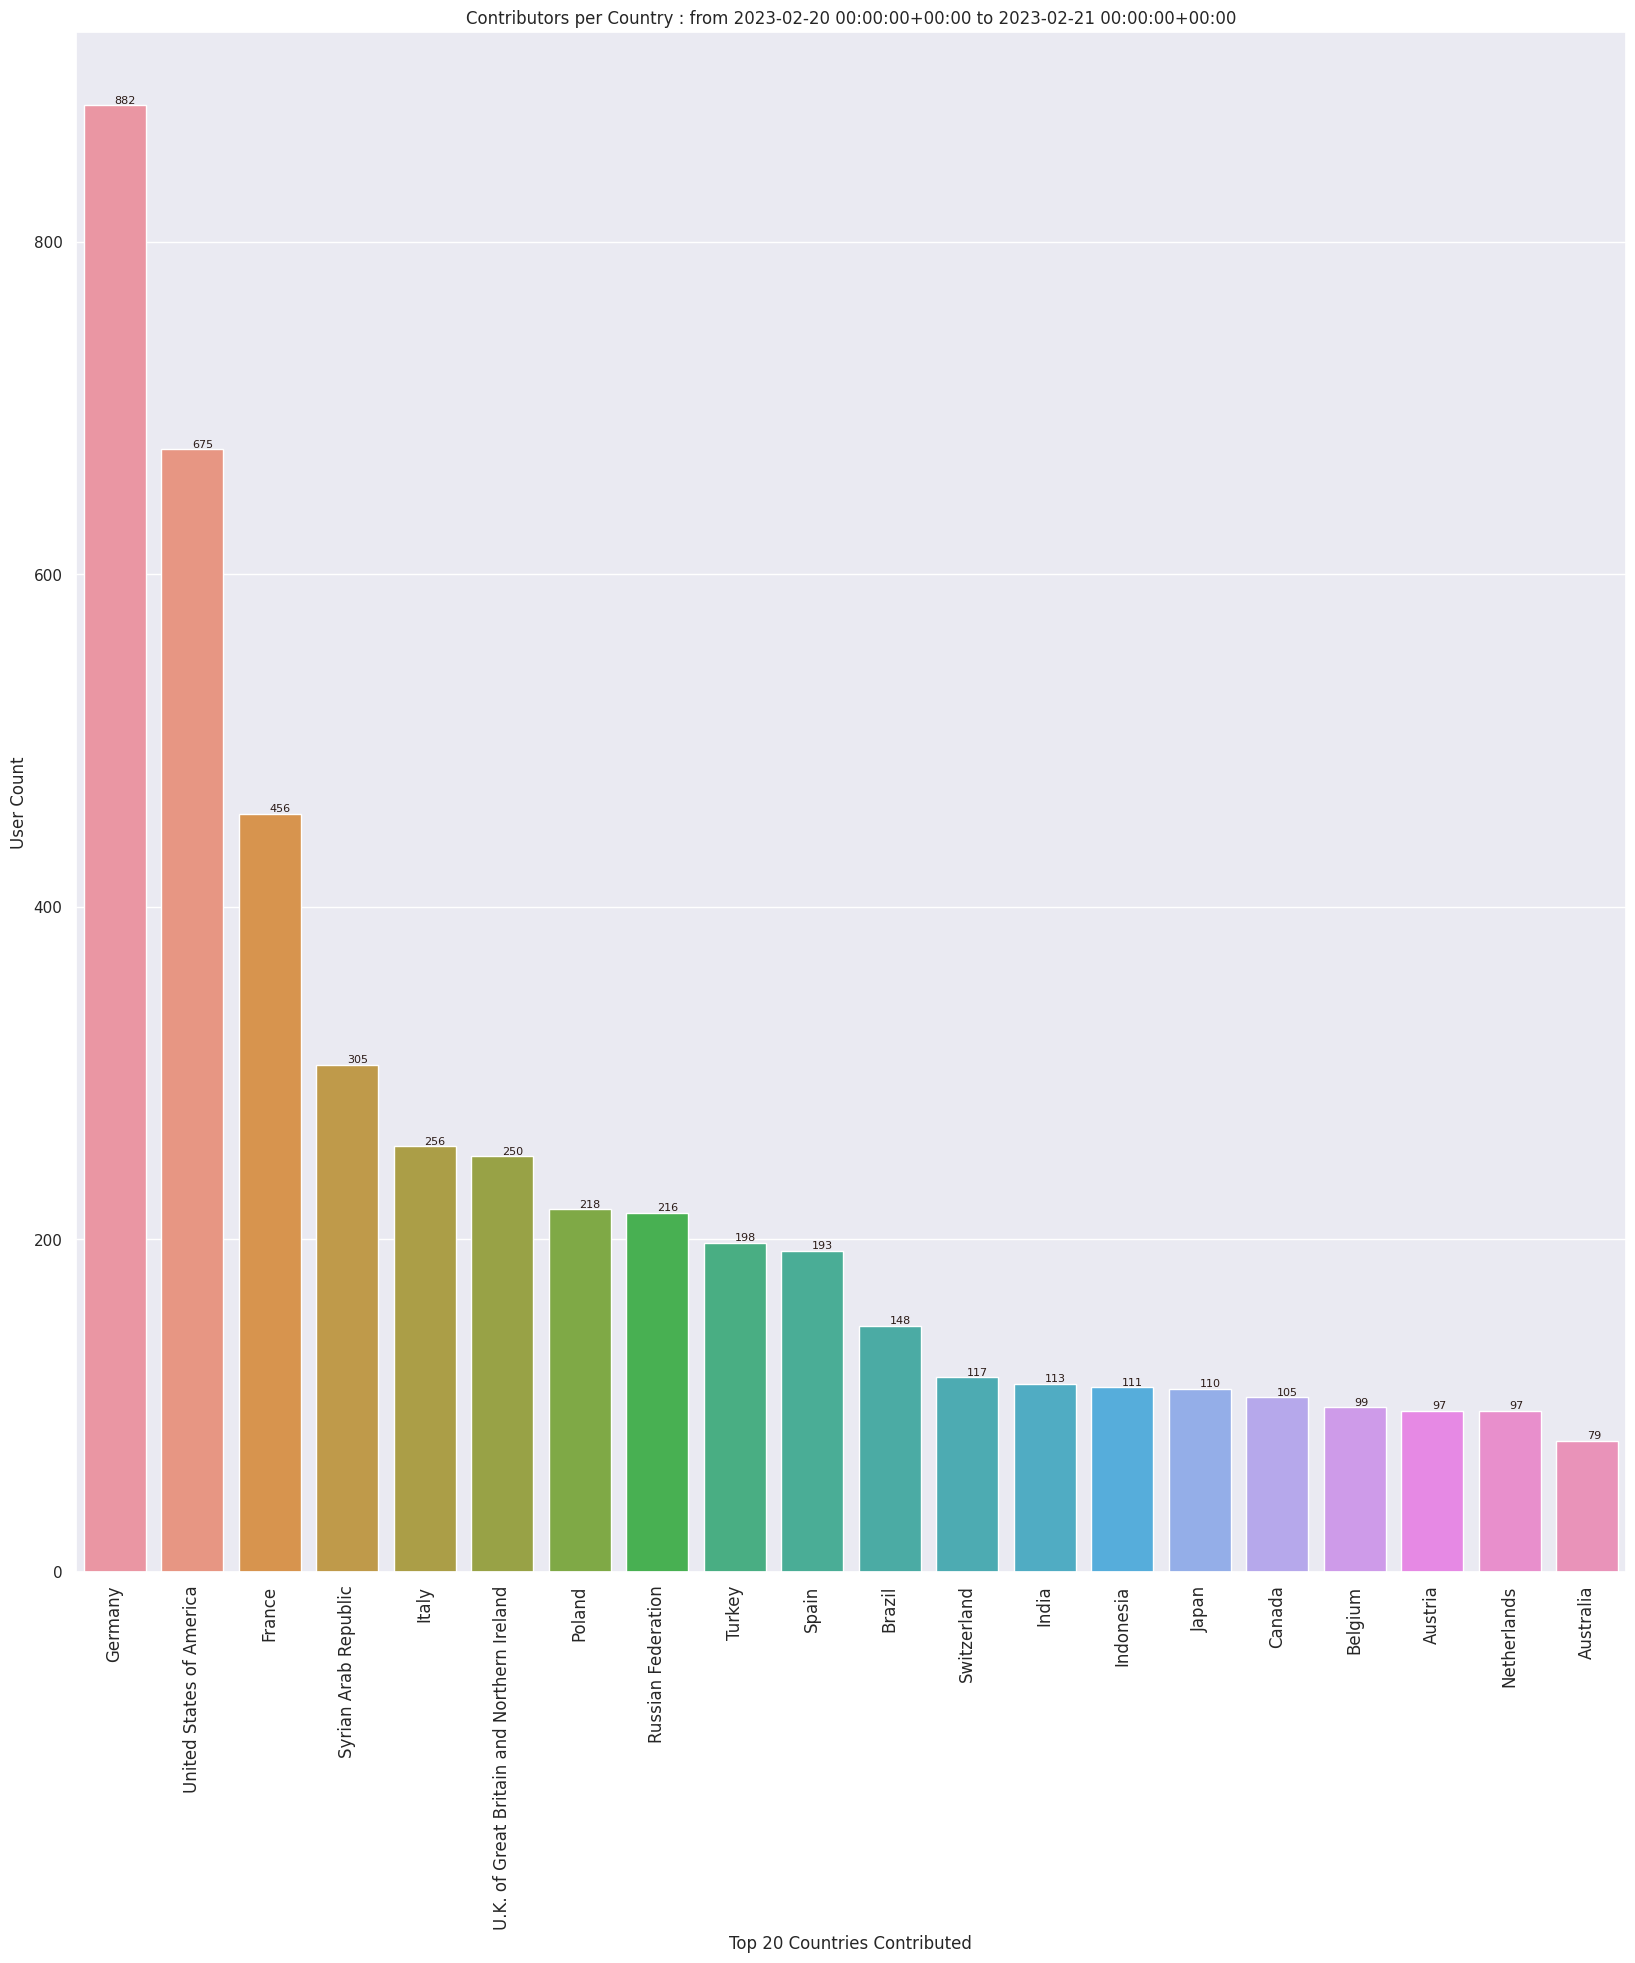 Contributors per Country : from 2023-02-20 00:00:00+00:00 to 2023-02-21 00:00:00+00:00
User Count
800
600
400
200
0
882
675
456
305
256
250
218
216
198
193
148
117
113
111
110
105
99
97
97
79
Germany
United States of America
France
Syrian Arab Republic
Italy
U.K. of Great Britain and Northern Ireland
Poland
Russian Federation
Turkey
Spain
Brazil
Switzerland
India
Indonesia
Japan
Canada
Belgium
Austria
Netherlands
Australia
Top 20 Countries Contributed